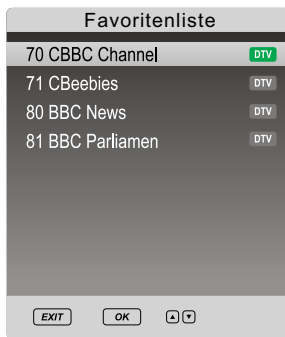 Favoritenliste
70 CBBC Channel DTV
71 CBeebies DTV
80 BBC News DTV
81 BBC Parliamen DTV
EXIT OK